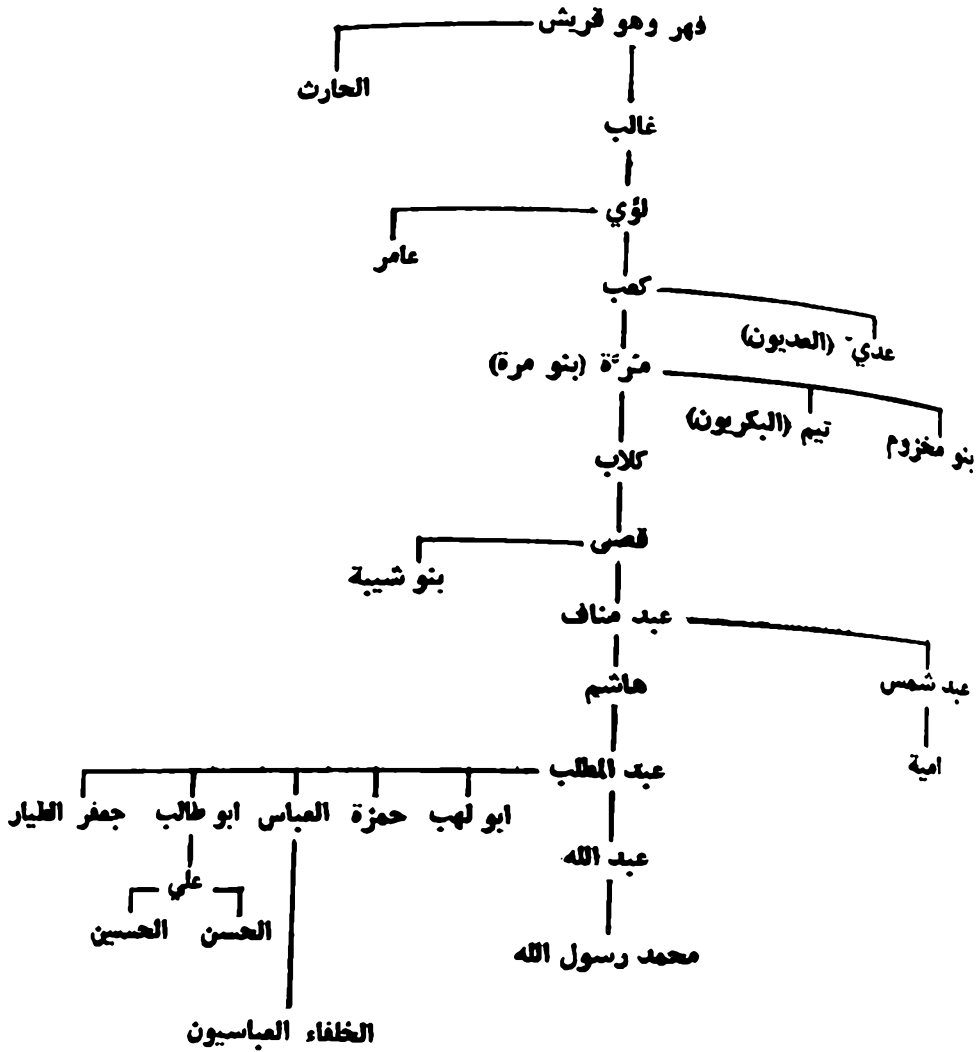 فهر وهو قريش
الحارث
غالب
لؤي
عامر
كعب
عديّ (العديون)
مُرَّة (بنو مرة)
تيم (البكريون)
بنو مخزوم
كلاب
قصى
بنو شيبة
عبد مناف
هاشم
عبد شمس
عبد المطلب
امية
ابو لهب
حمزة
العباس
ابو طالب
جعفر الطيار
عبد الله
علي
الحسن
الحسين
محمد رسول الله
الخلفاء العباسيون